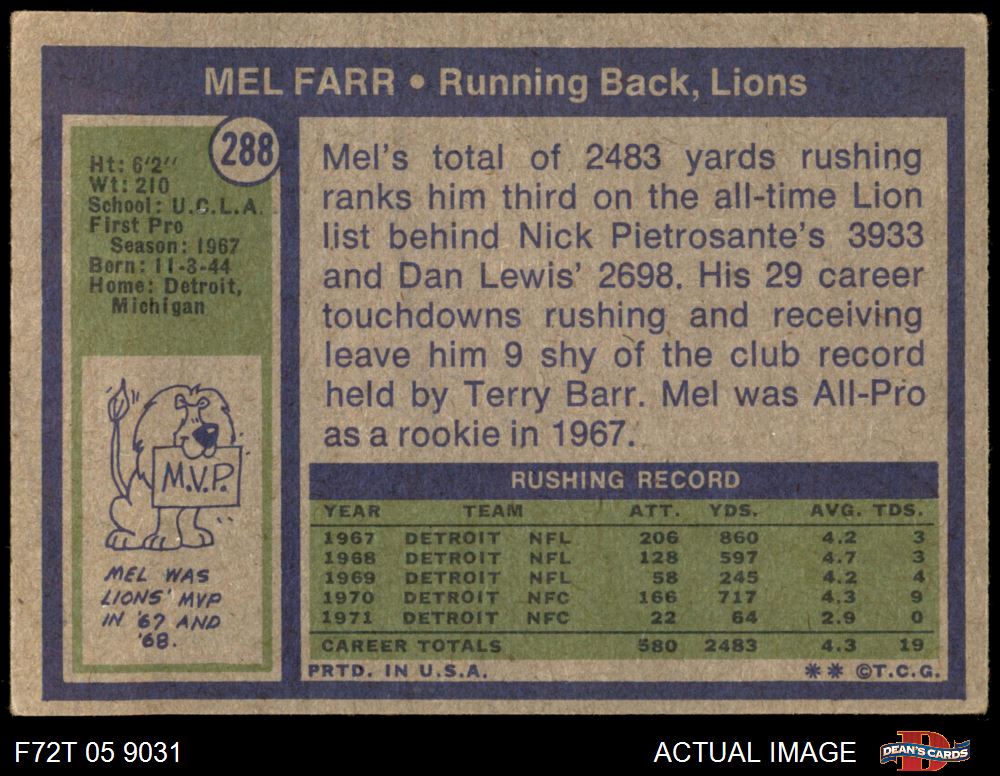 MEL FARR • Running Back, Lions
288
Ht: 6'2"
Wt: 210
School: U.C.L.A.
First Pro
Season: 1967
Born: 11-3-44
Home: Detroit,
Michigan
M.V.P.
MEL WAS
LIONS' MVP
IN '67 AND
'68.
Mel's total of 2483 yards rushing
ranks him third on the all-time Lion
list behind Nick Pietrosante's 3933
and Dan Lewis' 2698. His 29 career
touchdowns rushing and receiving
leave him 9 shy of the club record
held by Terry Barr. Mel was All-Pro
as a rookie in 1967.
RUSHING RECORD
YEAR TEAM ATT. YDS. AVG. TDS.
1967 DETROIT NFL 206 860 4.2 3
1968 DETROIT NFL 128 597 4.7 3
1969 DETROIT NFL 58 245 4.2 4
1970 DETROIT NFC 166 717 4.3 9
1971 DETROIT NFC 22 64 2.9 0
CAREER TOTALS 580 2483 4.3 19
PRTD. IN U.S.A. ** ©T.C.G.
F72T 05 9031 ACTUAL IMAGE DEAN'S CARDS